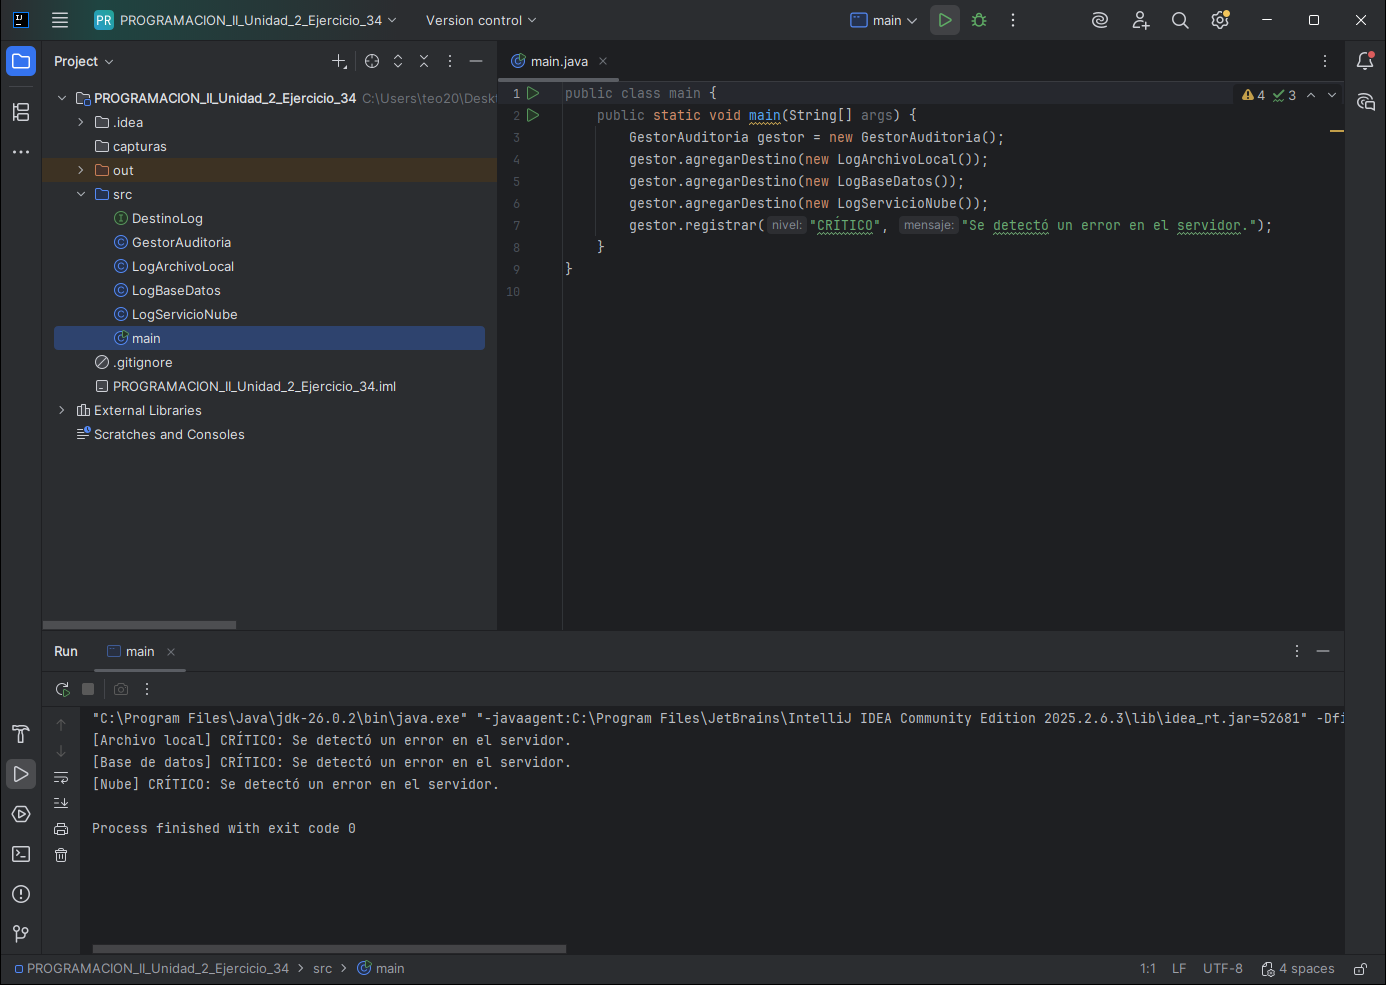 PR PROGRAMACION_II_Unidad_2_Ejercicio_34 Version control main
Project
main.java
PROGRAMACION_II_Unidad_2_Ejercicio_34 C:\Users\teo20\Deskt
.idea
capturas
out
src
DestinoLog
GestorAuditoria
LogArchivoLocal
LogBaseDatos
LogServicioNube
main
.gitignore
PROGRAMACION_II_Unidad_2_Ejercicio_34.iml
External Libraries
Scratches and Consoles
4 3
1 public class main {
2 public static void main(String[] args) {
3 GestorAuditoria gestor = new GestorAuditoria();
4 gestor.agregarDestino(new LogArchivoLocal());
5 gestor.agregarDestino(new LogBaseDatos());
6 gestor.agregarDestino(new LogServicioNube());
7 gestor.registrar( nivel: "CRÍTICO", mensaje: "Se detectó un error en el servidor.");
8 }
9 }
10
Run main
"C:\Program Files\Java\jdk-26.0.2\bin\java.exe" "-javaagent:C:\Program Files\JetBrains\IntelliJ IDEA Community Edition 2025.2.6.3\lib\idea_rt.jar=52681" -Dfi
[Archivo local] CRÍTICO: Se detectó un error en el servidor.
[Base de datos] CRÍTICO: Se detectó un error en el servidor.
[Nube] CRÍTICO: Se detectó un error en el servidor.
Process finished with exit code 0
PROGRAMACION_II_Unidad_2_Ejercicio_34 src main 1:1 LF UTF-8 4 spaces